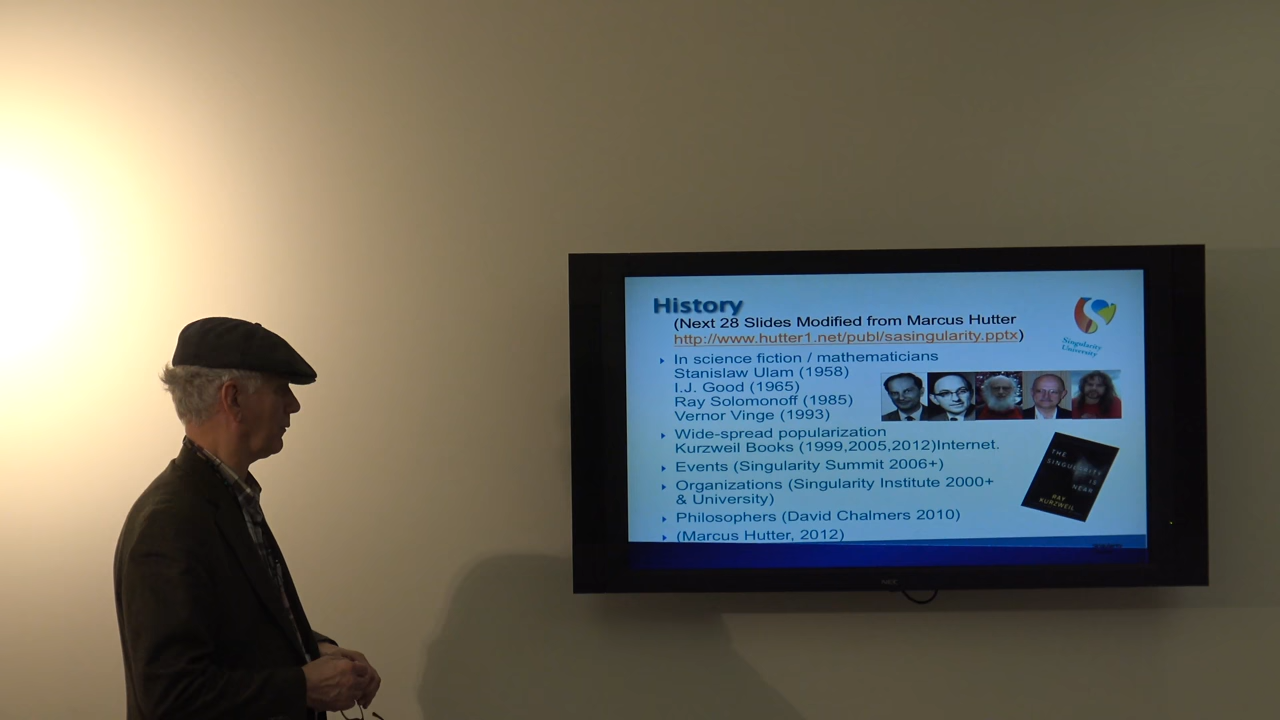 History
(Next 28 Slides Modified from Marcus Hutter
http://www.hutter1.net/publ/sasingularity.pptx)
Singularity
University
In science fiction / mathematicians
Stanislaw Ulam (1958)
I.J. Good (1965)
Ray Solomonoff (1985)
Vernor Vinge (1993)
Wide-spread popularization
Kurzweil Books (1999,2005,2012)Internet.
Events (Singularity Summit 2006+)
Organizations (Singularity Institute 2000+
& University)
Philosophers (David Chalmers 2010)
(Marcus Hutter, 2012)
THE
SINGULARITY
IS
NEAR
RAY
KURZWEIL
NEC